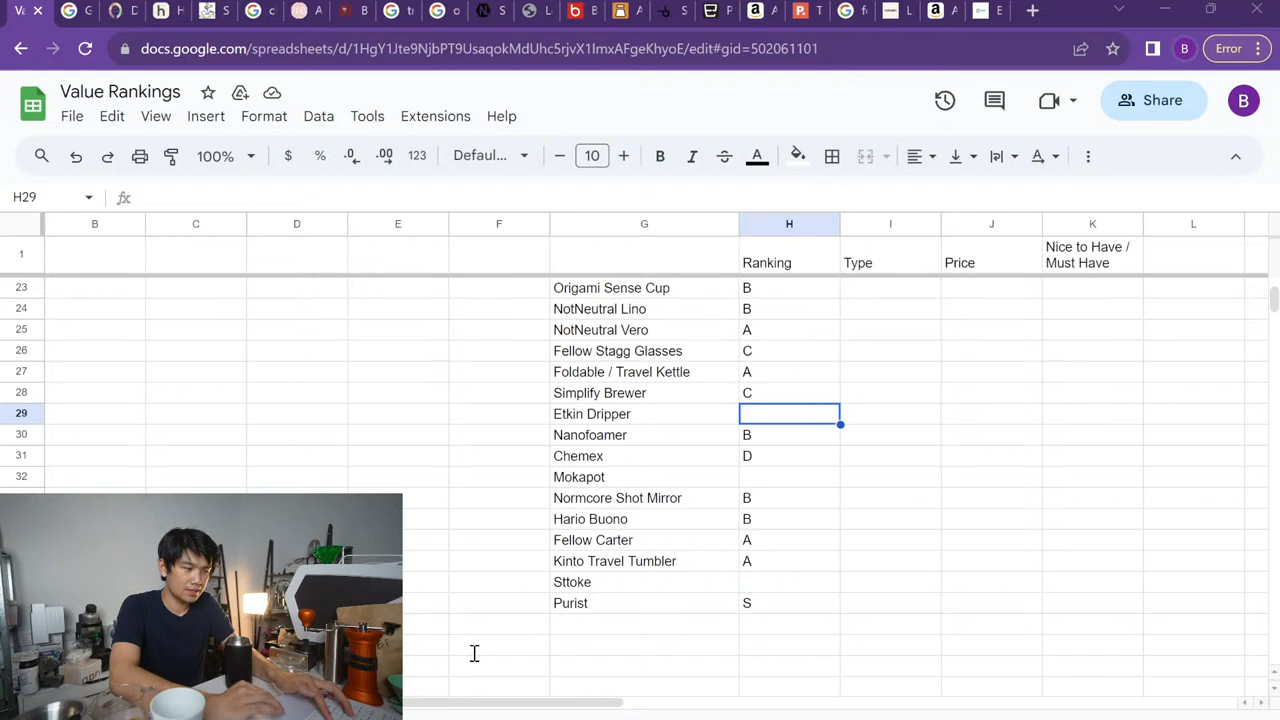 Va
G
D
h
S
G c
B
G t
G o
S
L
B
A
S
P
A
T
G f
L
A
E
docs.google.com/spreadsheets/d/1HgY1Jte9NjbPT9UsaqokMdUhc5rjvX1ImxAFgeKhyoE/edit#gid=502061101
B
Error
Value Rankings
File Edit View Insert Format Data Tools Extensions Help
Share
B
100% $ % .0 .00 123 Defaul... 10 B I A A
H29 fx
B C D E F G H I J K L
1 Ranking Type Price Nice to Have /
Must Have
23 Origami Sense Cup B
24 NotNeutral Lino B
25 NotNeutral Vero A
26 Fellow Stagg Glasses C
27 Foldable / Travel Kettle A
28 Simplify Brewer C
29 Etkin Dripper
30 Nanofoamer B
31 Chemex D
32 Mokapot
Normcore Shot Mirror B
Hario Buono B
Fellow Carter A
Kinto Travel Tumbler A
Sttoke
Purist S